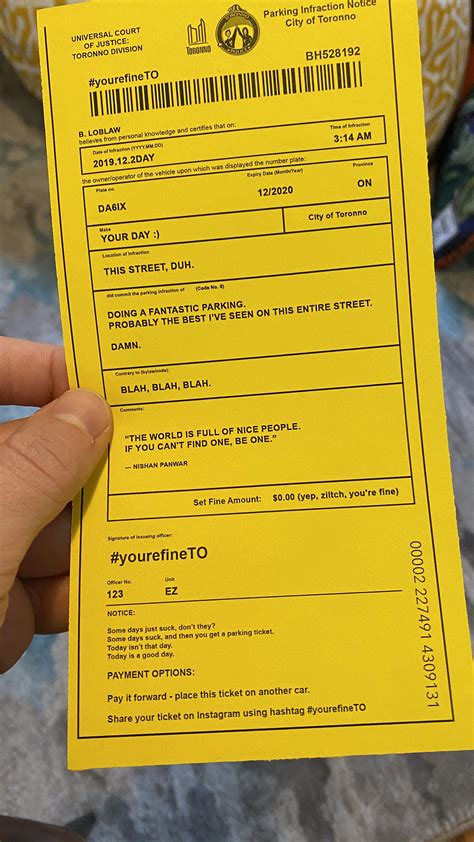 UNIVERSAL COURT
OF JUSTICE:
TORONNO DIVISION
TORONNO
TORONNO
Parking Infraction Notice
City of Toronno
BH528192
#yourefineTO
B. LOBLAW
believes from personal knowledge and certifies that on:
Date of Infraction (YYYY.MM.DD)
Time of Infraction
2019.12.2DAY
3:14 AM
the owner/operator of the vehicle upon which was displayed the number plate:
Plate no
Expiry Date (Month/Year)
Province
DA6IX
12/2020
ON
Make
YOUR DAY :)
City of Toronno
Location of Infraction
THIS STREET, DUH.
did commit the parking infraction of (Code No. 6)
DOING A FANTASTIC PARKING.
PROBABLY THE BEST I'VE SEEN ON THIS ENTIRE STREET.
DAMN.
Contrary to (bylaw/code):
BLAH, BLAH, BLAH.
Comments:
"THE WORLD IS FULL OF NICE PEOPLE.
IF YOU CAN'T FIND ONE, BE ONE."
— NISHAN PANWAR
Set Fine Amount: $0.00 (yep, ziltch, you're fine)
Signature of issuing officer:
#yourefineTO
Officer No.
Unit
123
EZ
NOTICE:
Some days just suck, don't they?
Some days suck, and then you get a parking ticket.
Today isn't that day.
Today is a good day.
PAYMENT OPTIONS:
Pay it forward - place this ticket on another car.
Share your ticket on Instagram using hashtag #yourefineTO
00002 227491 4309131